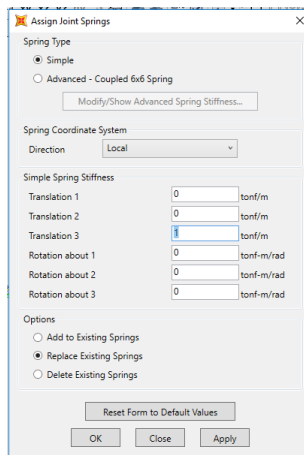 Assign Joint Springs
Spring Type
Simple
Advanced - Coupled 6x6 Spring
Modify/Show Advanced Spring Stiffness...
Spring Coordinate System
Direction Local
Simple Spring Stiffness
Translation 1 0 tonf/m
Translation 2 0 tonf/m
Translation 3 1 tonf/m
Rotation about 1 0 tonf-m/rad
Rotation about 2 0 tonf-m/rad
Rotation about 3 0 tonf-m/rad
Options
Add to Existing Springs
Replace Existing Springs
Delete Existing Springs
Reset Form to Default Values
OK Close Apply